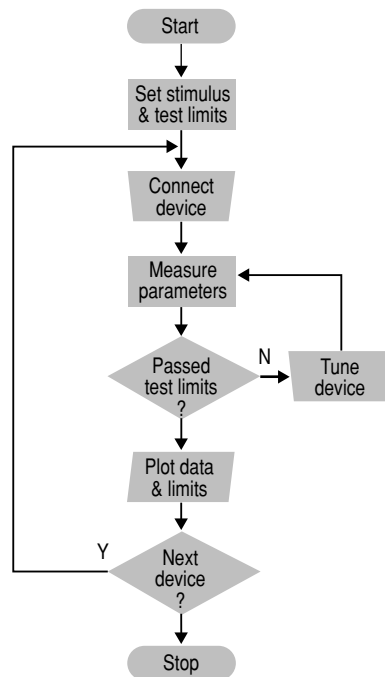 Start
Set stimulus
& test limits
Connect
device
Measure
parameters
Passed
test limits
?
N
Tune
device
Plot data
& limits
Y
Next
device
?
Stop